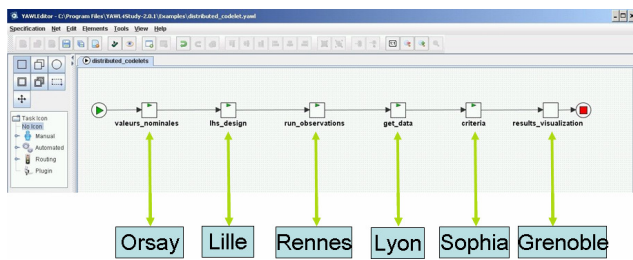 YAWLEditor - C:\Program Files\YAWL4Study-2.0.1\Examples\distributed_codelet.yawl
Specification Net Edit Elements Tools View Help
distributed_codelets
Task Icon
No Icon
Manual
Automated
Routing
Plugin
valeurs_nominales lhs_design run_observations get_data criteria results_visualization
Orsay Lille Rennes Lyon Sophia Grenoble